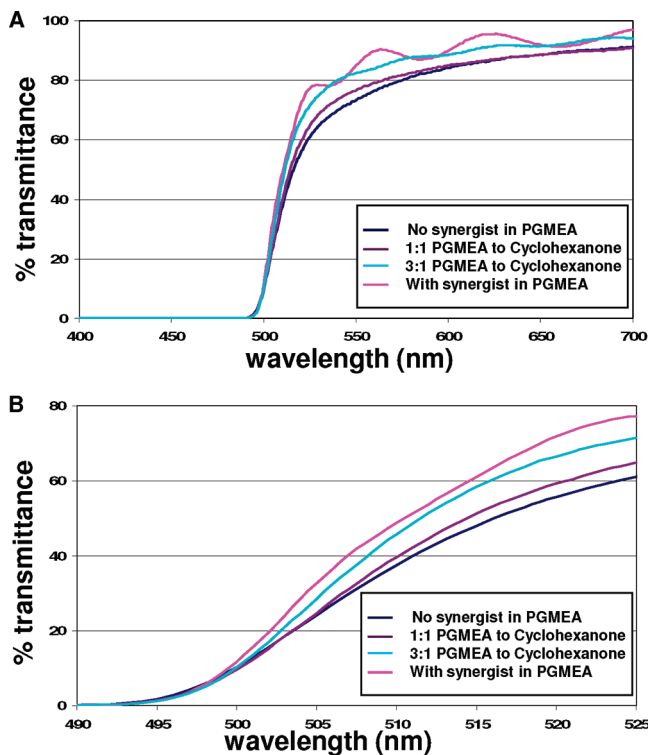 A
100
80
60
40
20
0
% transmittance
No synergist in PGMEA
1:1 PGMEA to Cyclohexanone
3:1 PGMEA to Cyclohexanone
With synergist in PGMEA
400 450 500 550 600 650 700
wavelength (nm)
B
80
60
40
20
0
% transmittance
No synergist in PGMEA
1:1 PGMEA to Cyclohexanone
3:1 PGMEA to Cyclohexanone
With synergist in PGMEA
490 495 500 505 510 515 520 525
wavelength (nm)